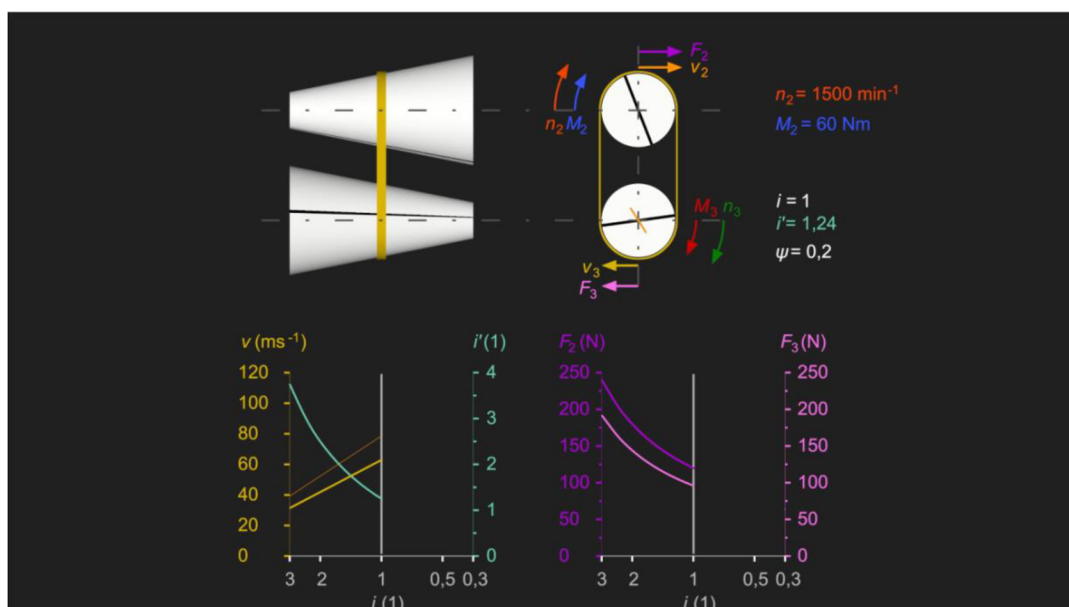 F₂
v₂
n₂ M₂
n₂ = 1500 min⁻¹
M₂ = 60 Nm
M₃ n₃
i = 1
i' = 1,24
ψ = 0,2
v₃
F₃
v (ms⁻¹)
i' (1)
120
100
80
60
40
20
0
4
3
2
1
0
3 2 1 0,5 0,3
i (1)
F₂ (N)
F₃ (N)
250
200
150
100
50
0
250
200
150
100
50
0
3 2 1 0,5 0,3
i (1)